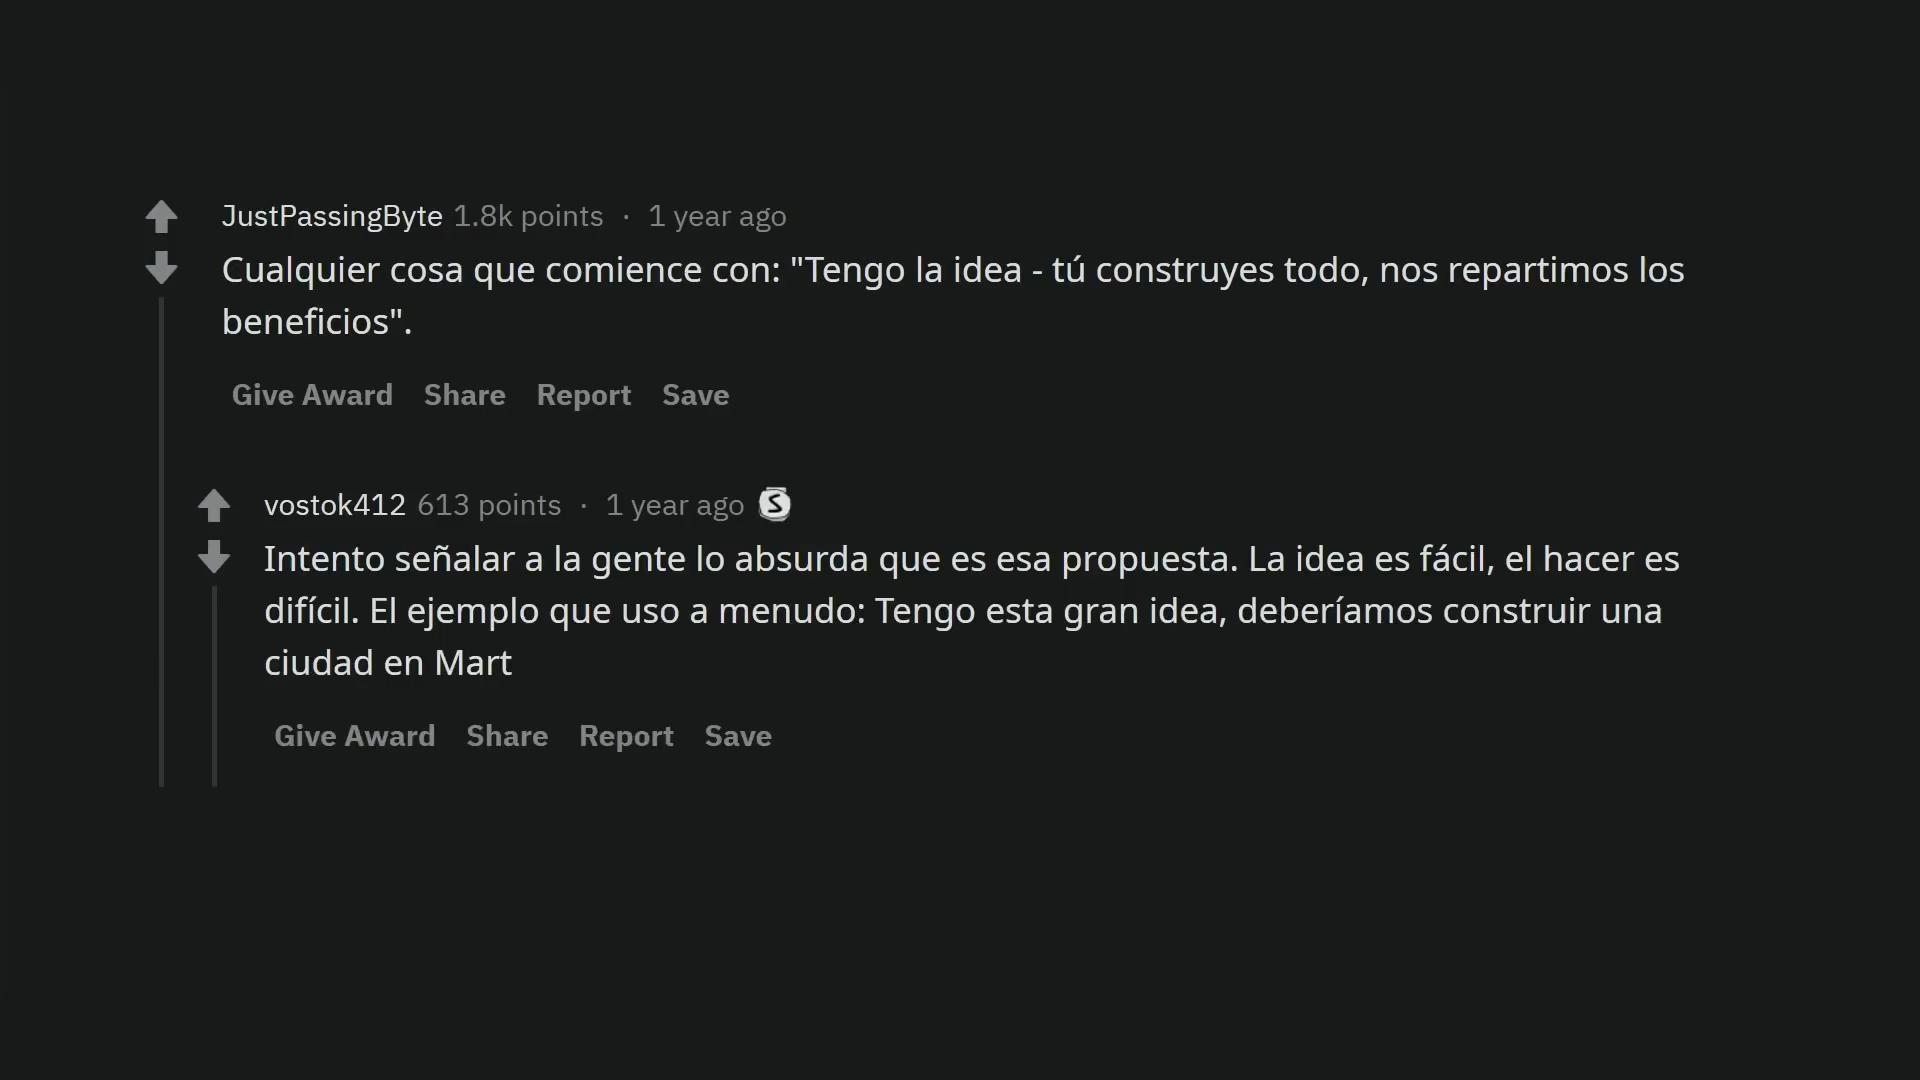 JustPassingByte 1.8k points · 1 year ago
Cualquier cosa que comience con: "Tengo la idea - tú construyes todo, nos repartimos los
beneficios".
Give Award Share Report Save
vostok412 613 points · 1 year ago S
Intento señalar a la gente lo absurda que es esa propuesta. La idea es fácil, el hacer es
difícil. El ejemplo que uso a menudo: Tengo esta gran idea, deberíamos construir una
ciudad en Mart
Give Award Share Report Save